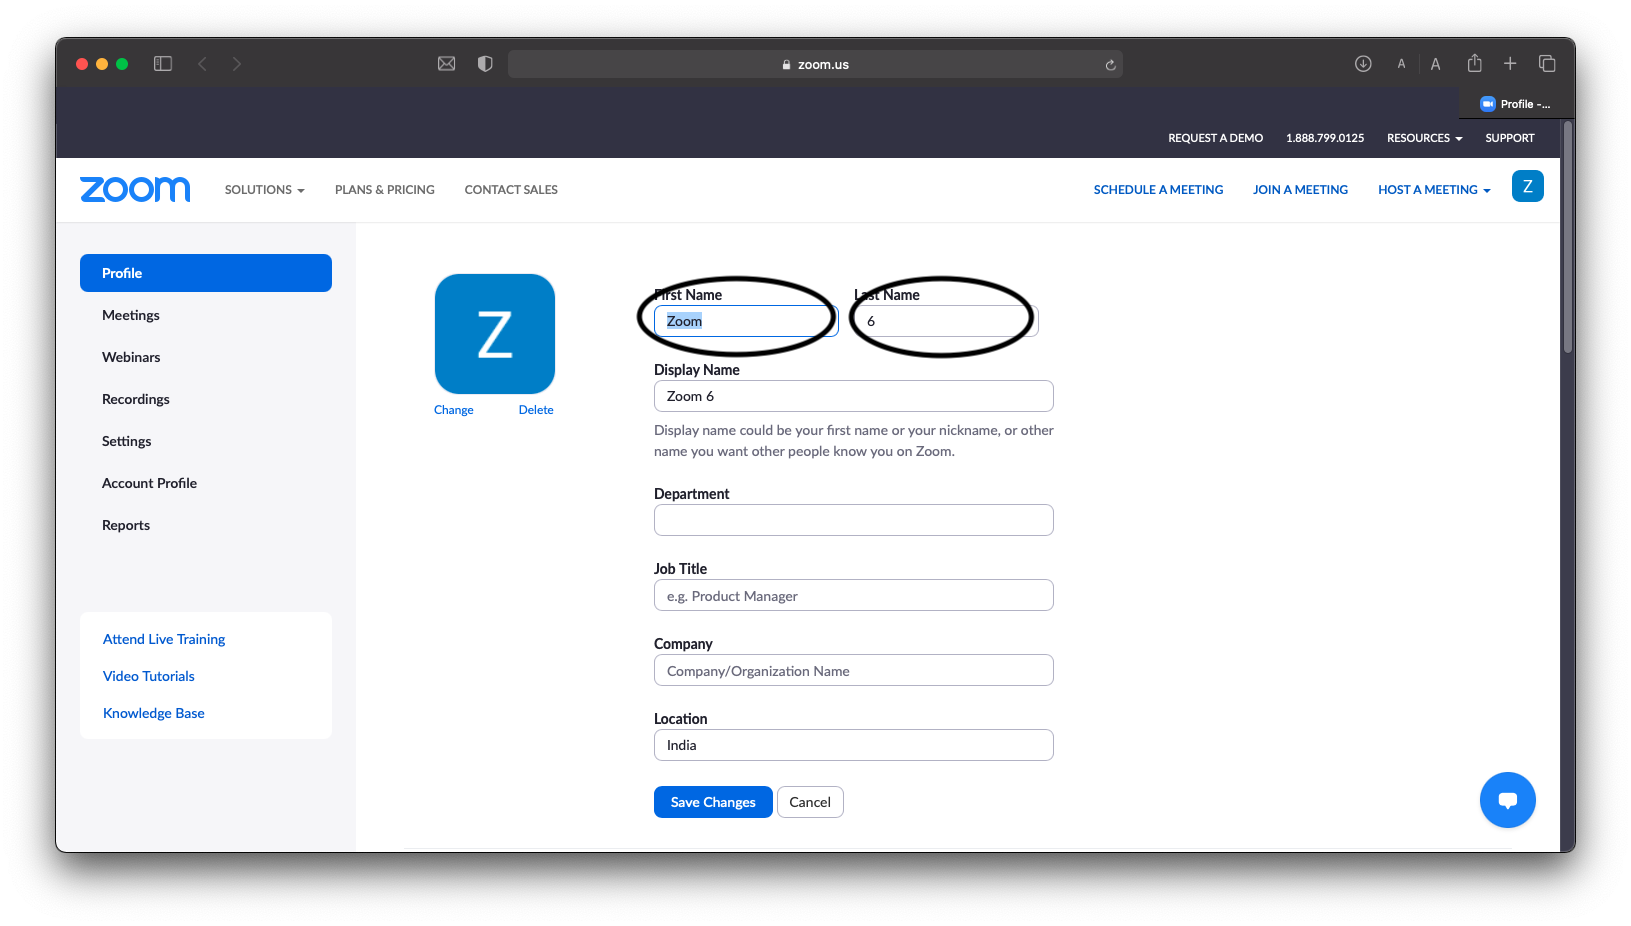 zoom.us
A A
Profile -...
REQUEST A DEMO 1.888.799.0125 RESOURCES SUPPORT
zoom SOLUTIONS PLANS & PRICING CONTACT SALES SCHEDULE A MEETING JOIN A MEETING HOST A MEETING Z
Profile
Meetings
Webinars
Recordings
Settings
Account Profile
Reports
Attend Live Training
Video Tutorials
Knowledge Base
Z
Change Delete
First Name Last Name
Zoom 6
Display Name
Zoom 6
Display name could be your first name or your nickname, or other
name you want other people know you on Zoom.
Department
Job Title
e.g. Product Manager
Company
Company/Organization Name
Location
India
Save Changes Cancel